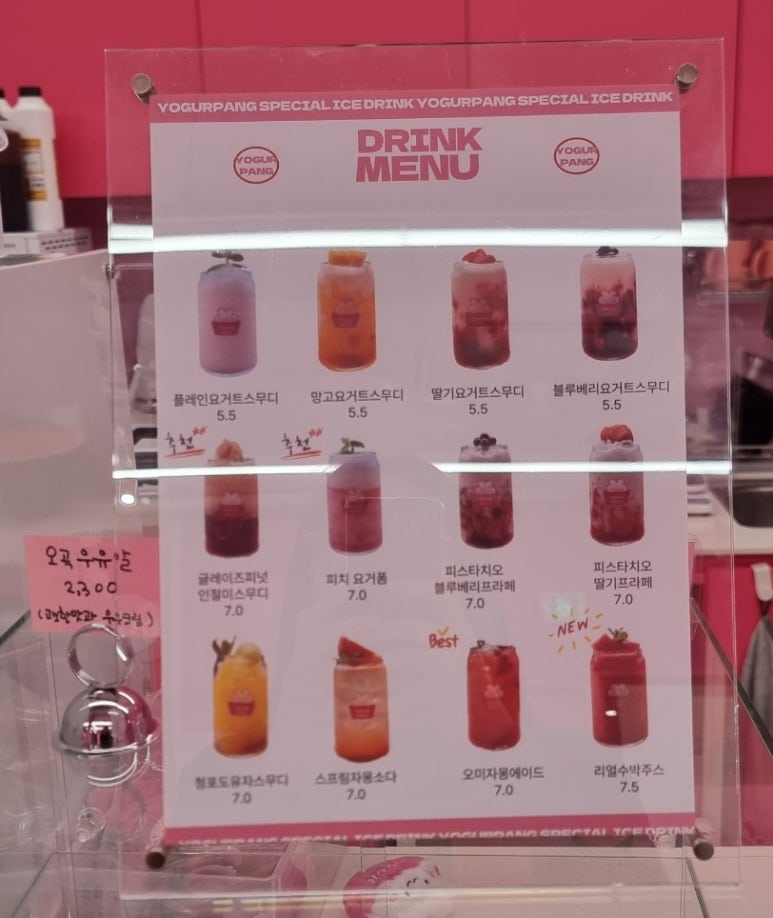 YOGURPANG SPECIAL ICE DRINK YOGURPANG SPECIAL ICE DRINK
YOGUR
PANG
DRINK
MENU
YOGUR
PANG
플레인요거트스무디
5.5
망고요거트스무디
5.5
딸기요거트스무디
5.5
블루베리요거트스무디
5.5
추천
글레이즈피넛
인절미스무디
7.0
추천
피치 요거폼
7.0
피스타치오
블루베리프라페
7.0
피스타치오
딸기프라페
7.0
청포도유자스무디
7.0
스프링자몽소다
7.0
Best
오미자몽에이드
7.0
NEW
리얼수박주스
7.5
YOGURPANG SPECIAL ICE DRINK YOGURPANG SPECIAL ICE DRINK
오곡우유알
2,300
우유크림)